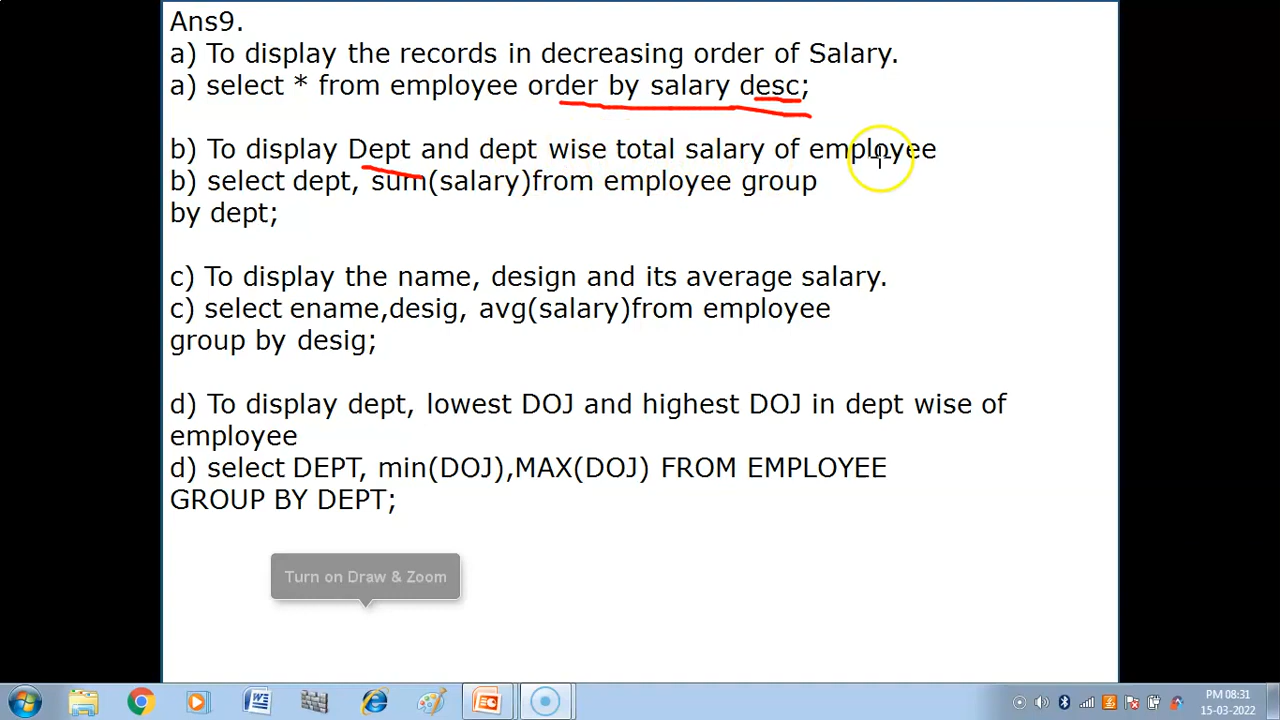 Ans9.
a) To display the records in decreasing order of Salary.
a) select * from employee order by salary desc;
b) To display Dept and dept wise total salary of employee
b) select dept, sum(salary)from employee group
by dept;
c) To display the name, design and its average salary.
c) select ename,desig, avg(salary)from employee
group by desig;
d) To display dept, lowest DOJ and highest DOJ in dept wise of
employee
d) select DEPT, min(DOJ),MAX(DOJ) FROM EMPLOYEE
GROUP BY DEPT;
Turn on Draw & Zoom
PM 08:31
15-03-2022